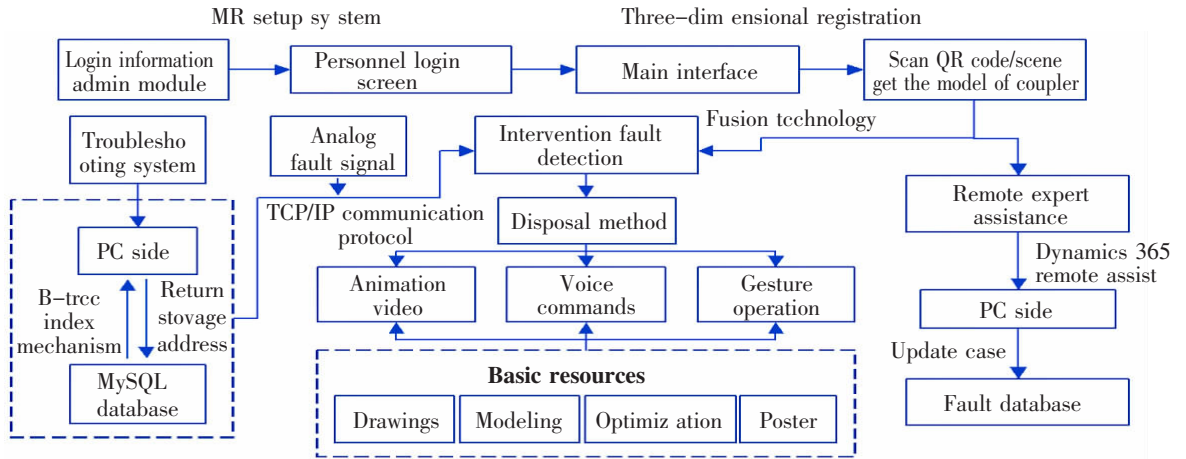 MR setup sy stem
Three-dim ensional registration
Login information
admin module
Personnel login
screen
Main interface
Scan QR code/scene
get the model of coupler
Fusion tcchnology
Troublesho
oting system
Analog
fault signal
Intervention fault
detection
Remote expert
assistance
TCP/IP communication
protocol
Disposal method
PC side
Dynamics 365
remote assist
B-trcc
index
mechanism
Return
stovage
address
Animation
video
Voice
commands
Gesture
operation
PC side
Update case
MySQL
database
Basic resources
Drawings
Modeling
Optimiz ation
Poster
Fault database